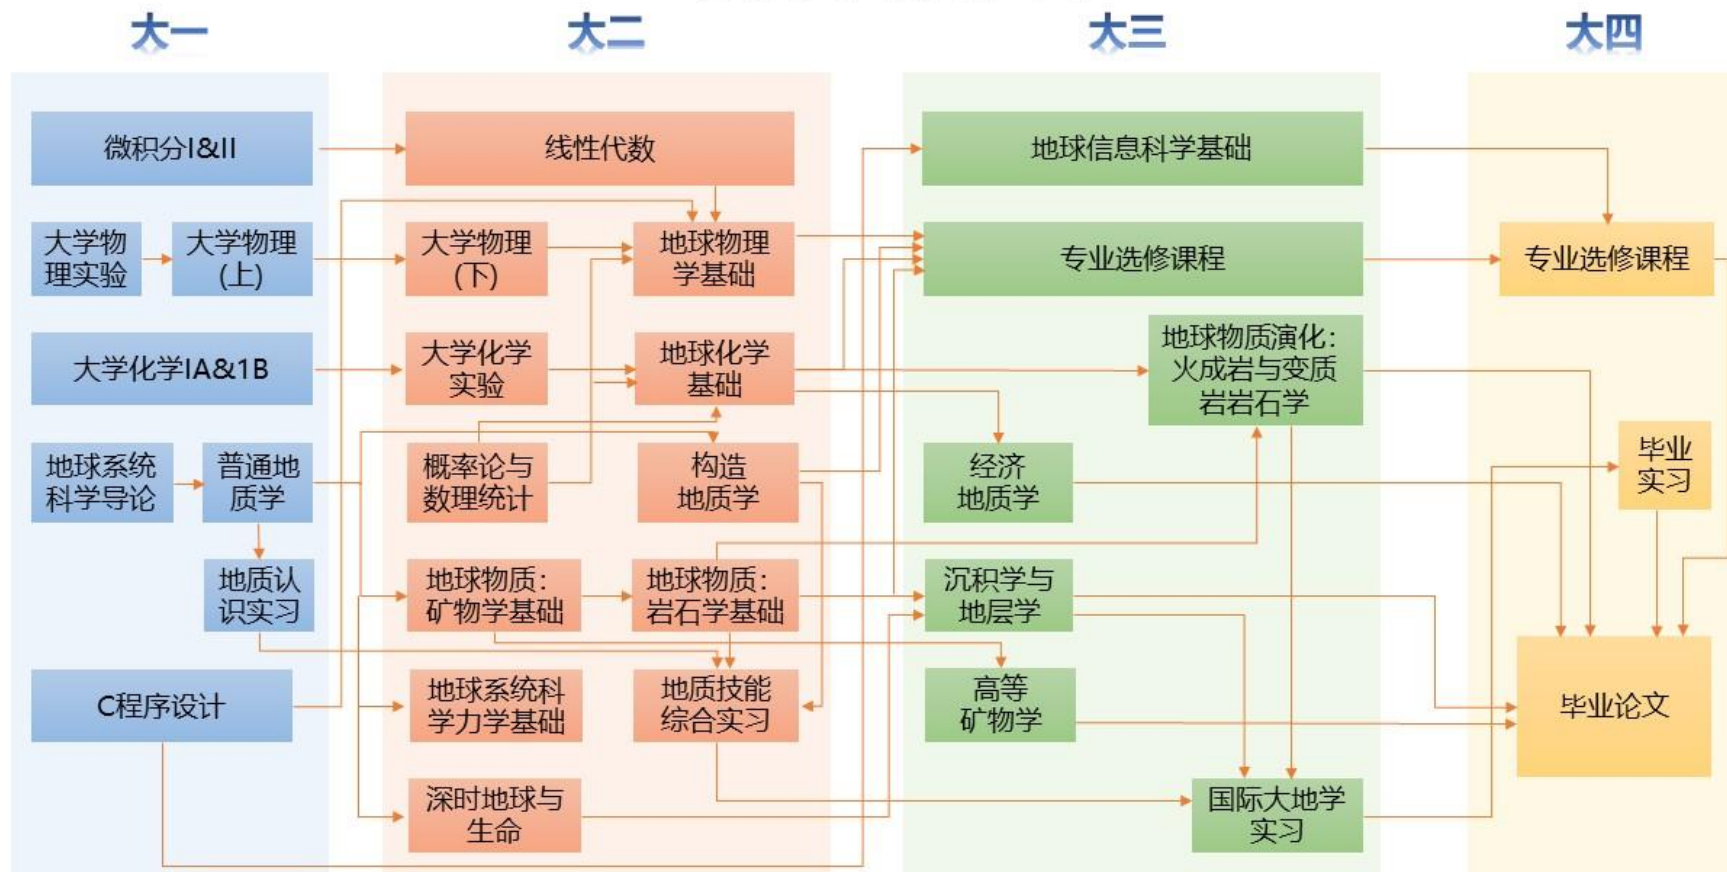 大一
大二
大三
大四
微积分I&II
线性代数
地球信息科学基础
大学物
理实验
大学物理
(上)
大学物理
(下)
地球物理
学基础
专业选修课程
专业选修课程
大学化学IA&1B
大学化学
实验
地球化学
基础
地球物质演化：
火成岩与变质
岩岩石学
地球系统
科学导论
普通地
质学
概率论与
数理统计
构造
地质学
经济
地质学
毕业
实习
地质认
识实习
地球物质：
矿物学基础
地球物质：
岩石学基础
沉积学与
地层学
C程序设计
地球系统科
学力学基础
地质技能
综合实习
高等
矿物学
毕业论文
深时地球与
生命
国际大地学
实习